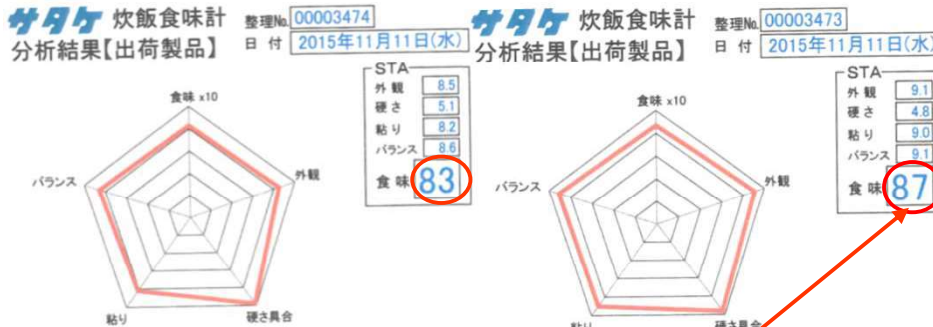 サタケ 炊飯食味計
分析結果【出荷製品】
整理No. 00003474
日 付 2015年11月11日(水)
STA
外 観 8.5
硬 さ 5.1
粘 り 8.2
バランス 8.6
食 味 83
食味 x10
外観
硬さ具合
粘り
バランス
サタケ 炊飯食味計
分析結果【出荷製品】
整理No. 00003473
日 付 2015年11月11日(水)
STA
外 観 9.1
硬 さ 4.8
粘 り 9.0
バランス 9.1
食 味 87
食味 x10
外観
硬さ具合
粘り
バランス